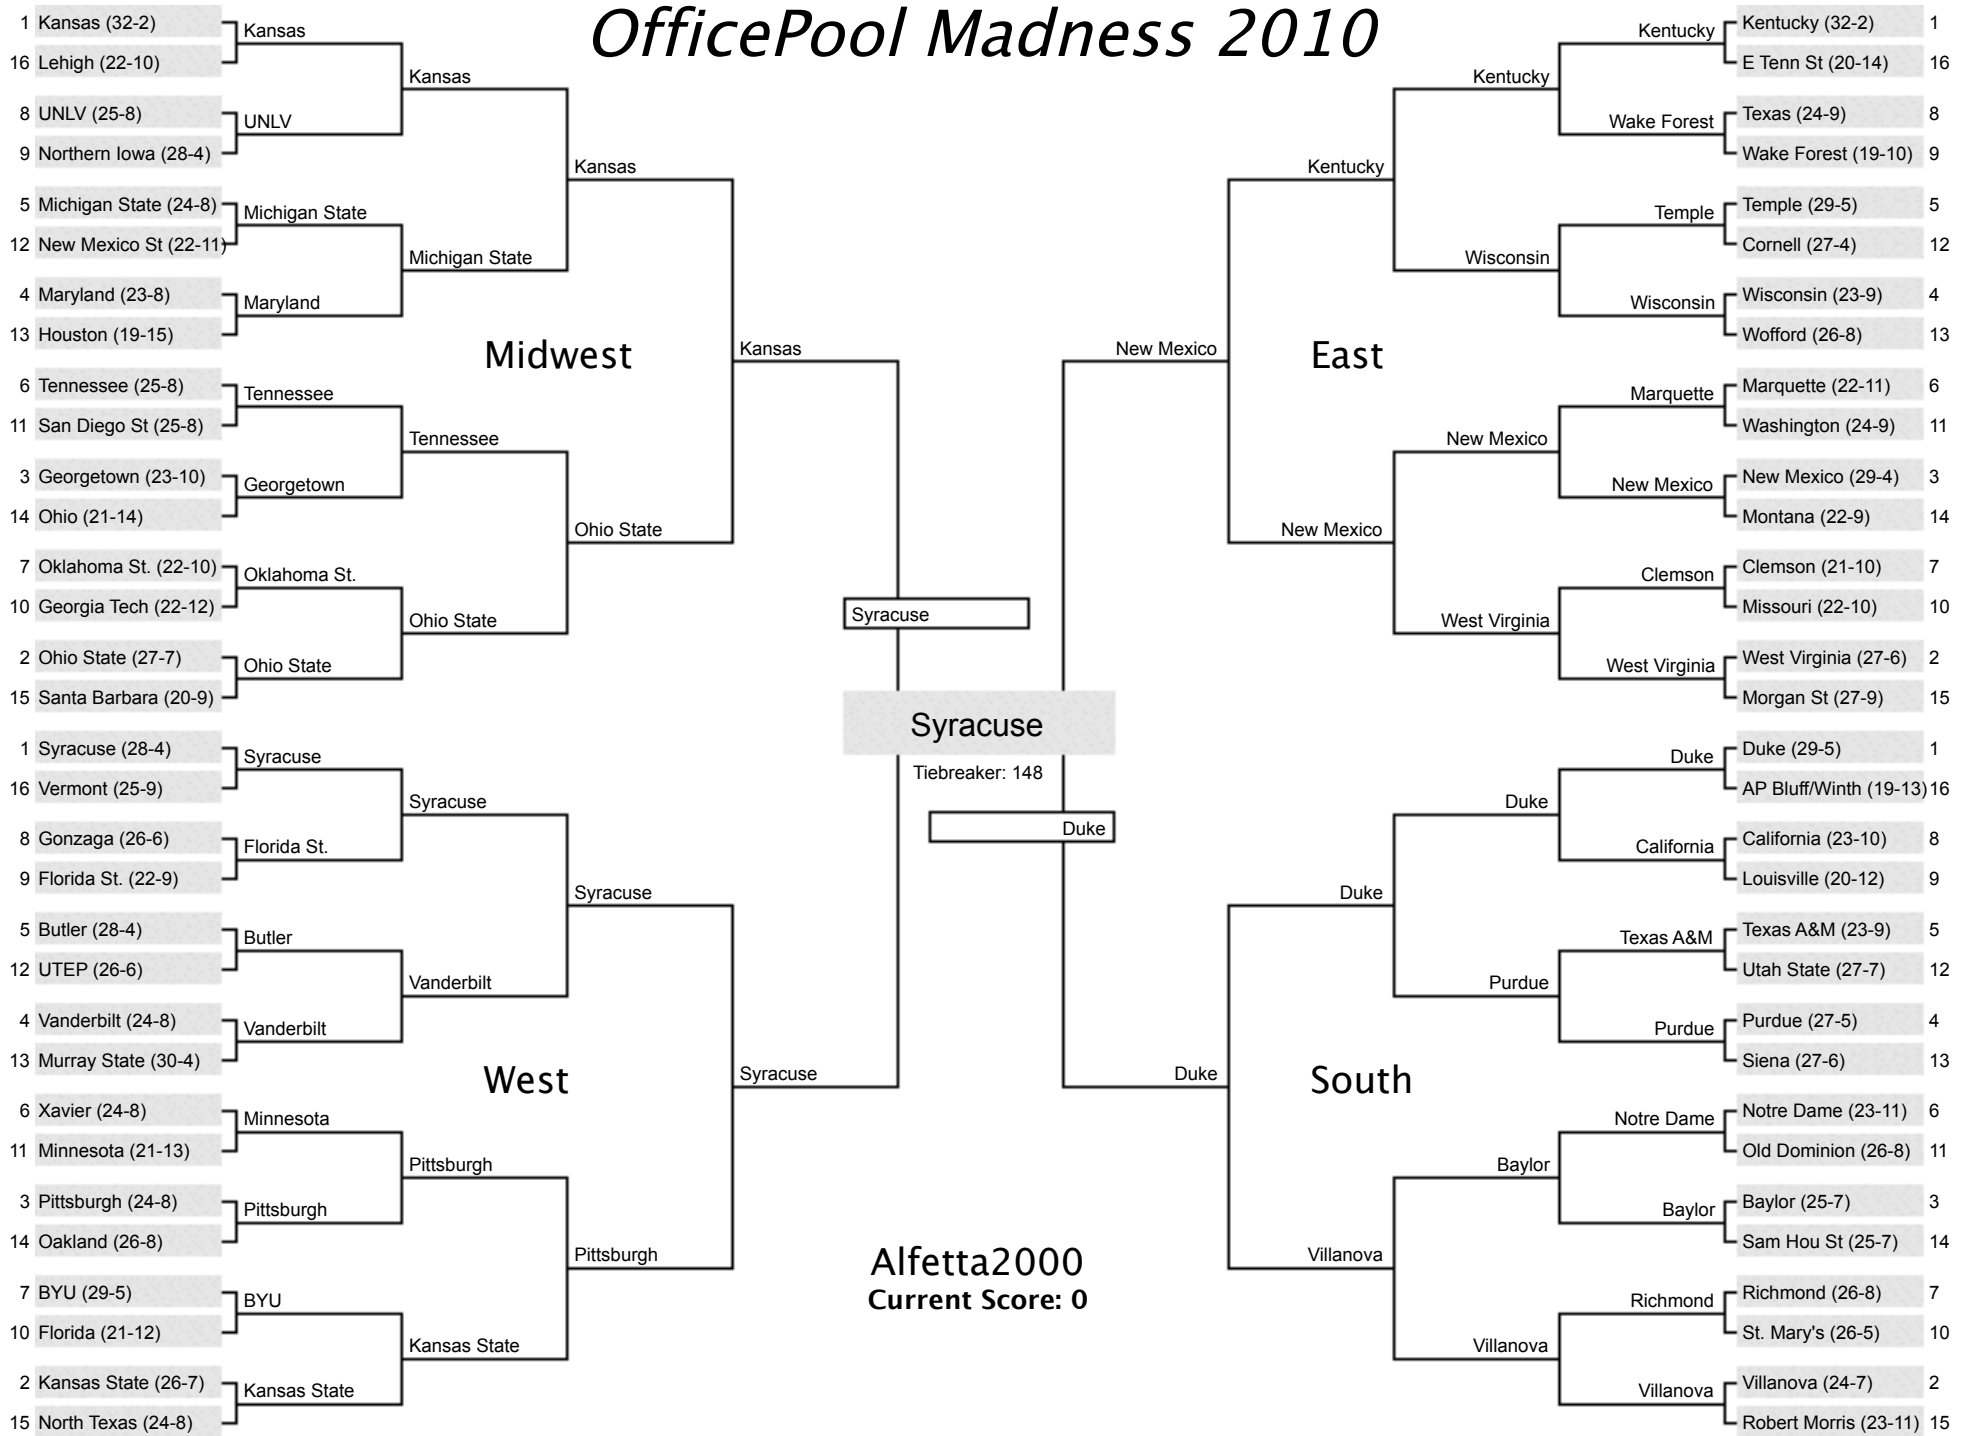 OfficePool Madness 2010
1 Kansas (32-2)
16 Lehigh (22-10)
8 UNLV (25-8)
9 Northern Iowa (28-4)
5 Michigan State (24-8)
12 New Mexico St (22-11)
4 Maryland (23-8)
13 Houston (19-15)
6 Tennessee (25-8)
11 San Diego St (25-8)
3 Georgetown (23-10)
14 Ohio (21-14)
7 Oklahoma St. (22-10)
10 Georgia Tech (22-12)
2 Ohio State (27-7)
15 Santa Barbara (20-9)
Kansas
UNLV
Michigan State
Maryland
Tennessee
Georgetown
Oklahoma St.
Ohio State
Kansas
Michigan State
Tennessee
Ohio State
Kansas
Ohio State
Midwest
Kansas
1 Syracuse (28-4)
16 Vermont (25-9)
8 Gonzaga (26-6)
9 Florida St. (22-9)
5 Butler (28-4)
12 UTEP (26-6)
4 Vanderbilt (24-8)
13 Murray State (30-4)
6 Xavier (24-8)
11 Minnesota (21-13)
3 Pittsburgh (24-8)
14 Oakland (26-8)
7 BYU (29-5)
10 Florida (21-12)
2 Kansas State (26-7)
15 North Texas (24-8)
Syracuse
Florida St.
Butler
Vanderbilt
Minnesota
Pittsburgh
BYU
Kansas State
Syracuse
Vanderbilt
Pittsburgh
Kansas State
Syracuse
Pittsburgh
West
Syracuse
Syracuse
Syracuse
Tiebreaker: 148
Duke
Alfetta2000
Current Score: 0
Kentucky (32-2) 1
E Tenn St (20-14) 16
Texas (24-9) 8
Wake Forest (19-10) 9
Temple (29-5) 5
Cornell (27-4) 12
Wisconsin (23-9) 4
Wofford (26-8) 13
Marquette (22-11) 6
Washington (24-9) 11
New Mexico (29-4) 3
Montana (22-9) 14
Clemson (21-10) 7
Missouri (22-10) 10
West Virginia (27-6) 2
Morgan St (27-9) 15
Kentucky
Wake Forest
Temple
Wisconsin
Marquette
New Mexico
Clemson
West Virginia
Kentucky
Wisconsin
New Mexico
West Virginia
Kentucky
New Mexico
East
New Mexico
Duke (29-5) 1
AP Bluff/Winth (19-13) 16
California (23-10) 8
Louisville (20-12) 9
Texas A&M (23-9) 5
Utah State (27-7) 12
Purdue (27-5) 4
Siena (27-6) 13
Notre Dame (23-11) 6
Old Dominion (26-8) 11
Baylor (25-7) 3
Sam Hou St (25-7) 14
Richmond (26-8) 7
St. Mary's (26-5) 10
Villanova (24-7) 2
Robert Morris (23-11) 15
Duke
California
Texas A&M
Purdue
Notre Dame
Baylor
Richmond
Villanova
Duke
Purdue
Baylor
Villanova
Duke
Villanova
South
Duke